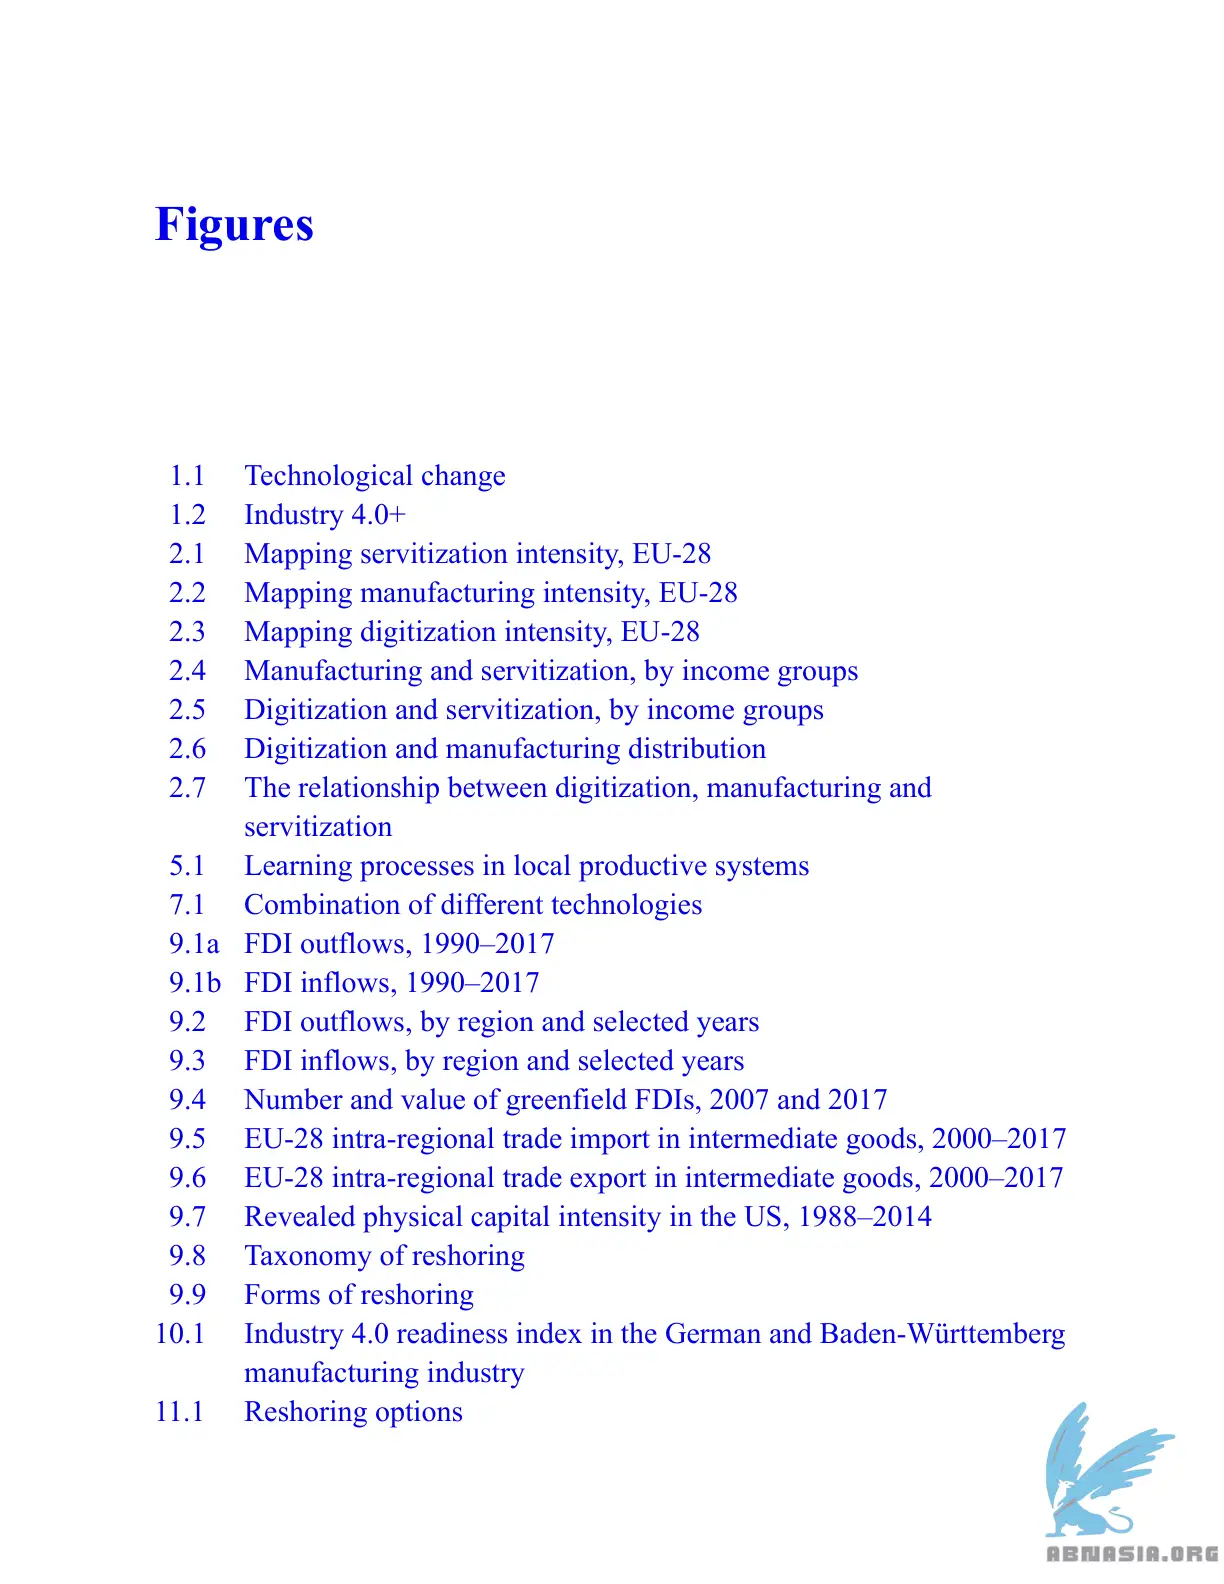 Figures
1.1 Technological change
1.2 Industry 4.0+
2.1 Mapping servitization intensity, EU-28
2.2 Mapping manufacturing intensity, EU-28
2.3 Mapping digitization intensity, EU-28
2.4 Manufacturing and servitization, by income groups
2.5 Digitization and servitization, by income groups
2.6 Digitization and manufacturing distribution
2.7 The relationship between digitization, manufacturing and
servitization
5.1 Learning processes in local productive systems
7.1 Combination of different technologies
9.1a FDI outflows, 1990–2017
9.1b FDI inflows, 1990–2017
9.2 FDI outflows, by region and selected years
9.3 FDI inflows, by region and selected years
9.4 Number and value of greenfield FDIs, 2007 and 2017
9.5 EU-28 intra-regional trade import in intermediate goods, 2000–2017
9.6 EU-28 intra-regional trade export in intermediate goods, 2000–2017
9.7 Revealed physical capital intensity in the US, 1988–2014
9.8 Taxonomy of reshoring
9.9 Forms of reshoring
10.1 Industry 4.0 readiness index in the German and Baden-Württemberg
manufacturing industry
11.1 Reshoring options
ABNASIA.ORG